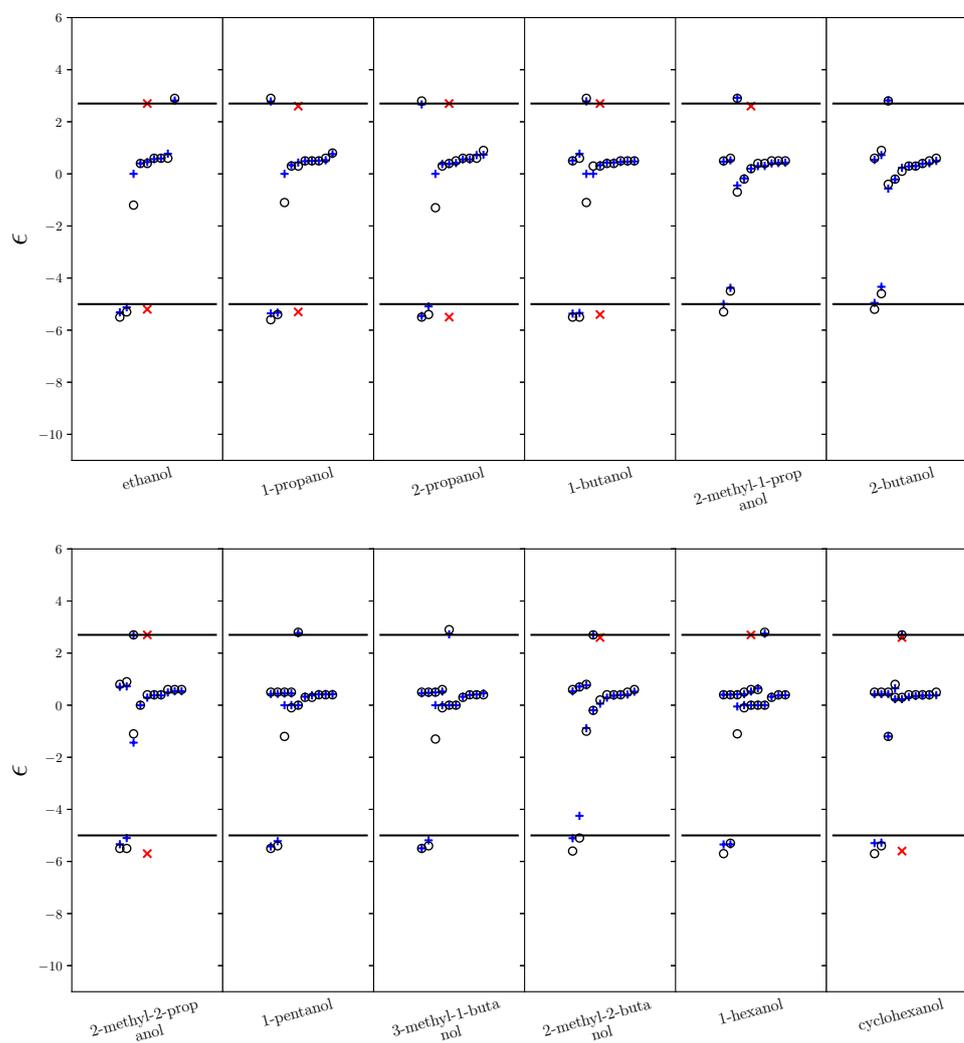 6
4
2
0
−2
−4
−6
−8
−10
ϵ
ethanol
1-propanol
2-propanol
1-butanol
2-methyl-1-prop
anol
2-butanol
6
4
2
0
−2
−4
−6
−8
−10
ϵ
2-methyl-2-prop
anol
1-pentanol
3-methyl-1-buta
nol
2-methyl-2-buta
nol
1-hexanol
cyclohexanol